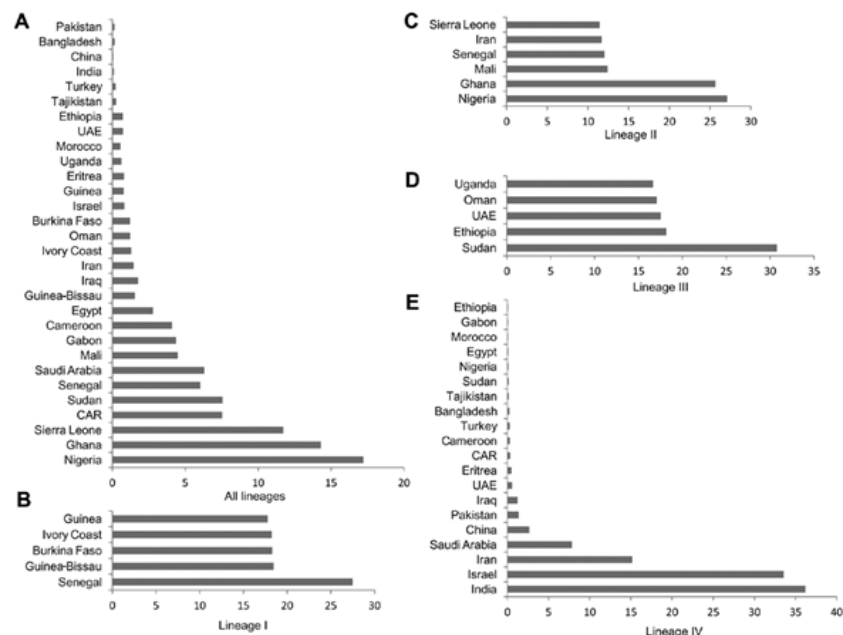 A
Pakistan
Bangladesh
China
India
Turkey
Tajikistan
Ethiopia
UAE
Morocco
Uganda
Eritrea
Guinea
Israel
Burkina Faso
Oman
Ivory Coast
Iran
Iraq
Guinea-Bissau
Egypt
Cameroon
Gabon
Mali
Saudi Arabia
Senegal
Sudan
CAR
Sierra Leone
Ghana
Nigeria
0 5 10 15 20
All lineages
B
Guinea
Ivory Coast
Burkina Faso
Guinea-Bissau
Senegal
0 5 10 15 20 25 30
Lineage I
C
Sierra Leone
Iran
Senegal
Mali
Ghana
Nigeria
0 5 10 15 20 25 30
Lineage II
D
Uganda
Oman
UAE
Ethiopia
Sudan
0 5 10 15 20 25 30 35
Lineage III
E
Ethiopia
Gabon
Morocco
Egypt
Nigeria
Sudan
Tajikistan
Bangladesh
Turkey
Cameroon
CAR
Eritrea
UAE
Iraq
Pakistan
China
Saudi Arabia
Iran
Israel
India
0 5 10 15 20 25 30 35 40
Lineage IV